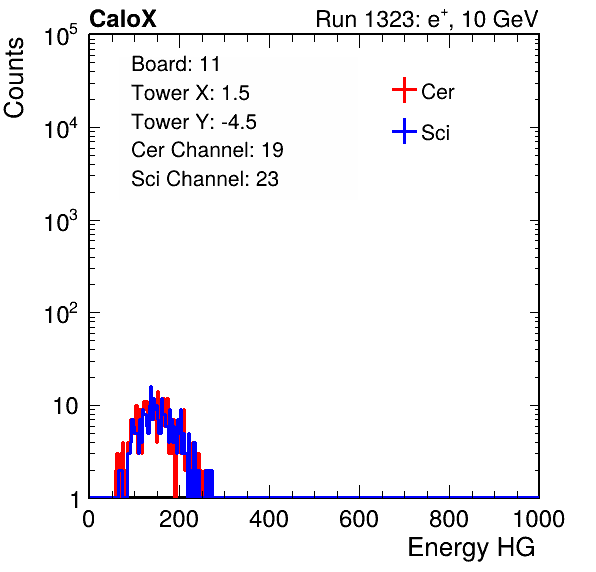 CaloX Run 1323: e⁺, 10 GeV
Counts
Board: 11
Tower X: 1.5
Tower Y: -4.5
Cer Channel: 19
Sci Channel: 23
Cer
Sci
10⁵
10⁴
10³
10²
10
1
0 200 400 600 800 1000
Energy HG